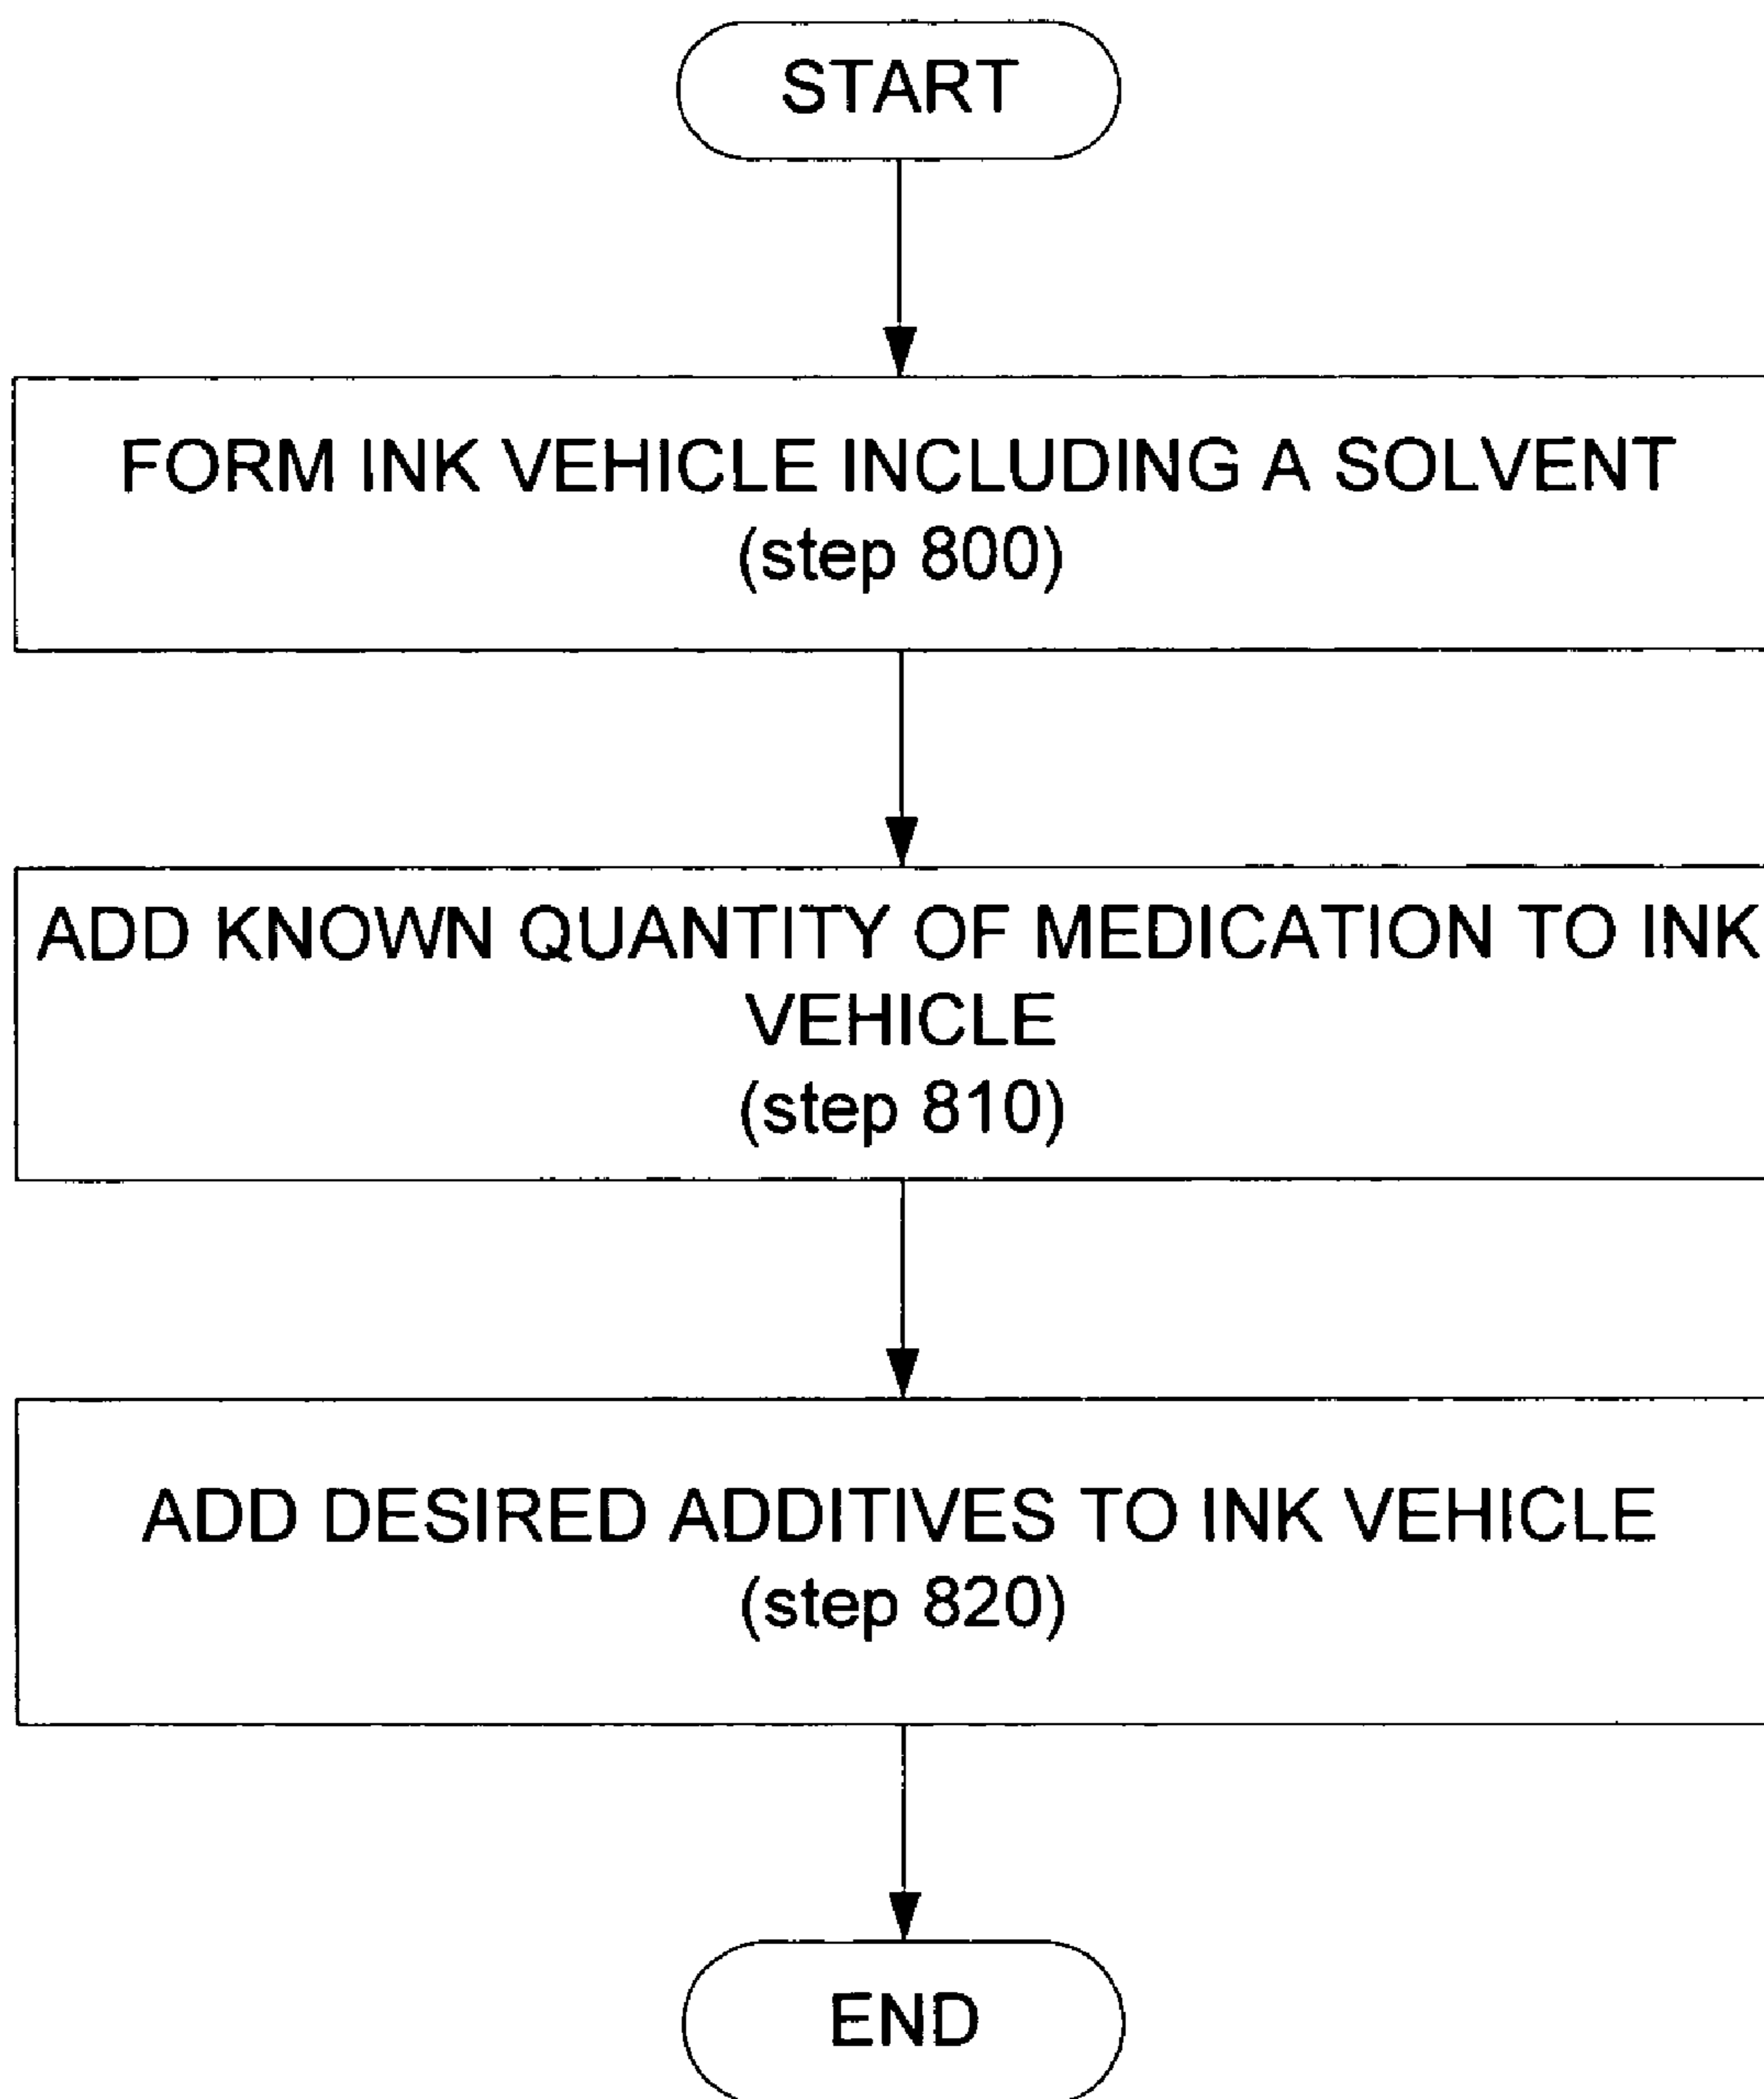 START
FORM INK VEHICLE INCLUDING A SOLVENT
(step 800)
ADD KNOWN QUANTITY OF MEDICATION TO INK
VEHICLE
(step 810)
ADD DESIRED ADDITIVES TO INK VEHICLE
(step 820)
END